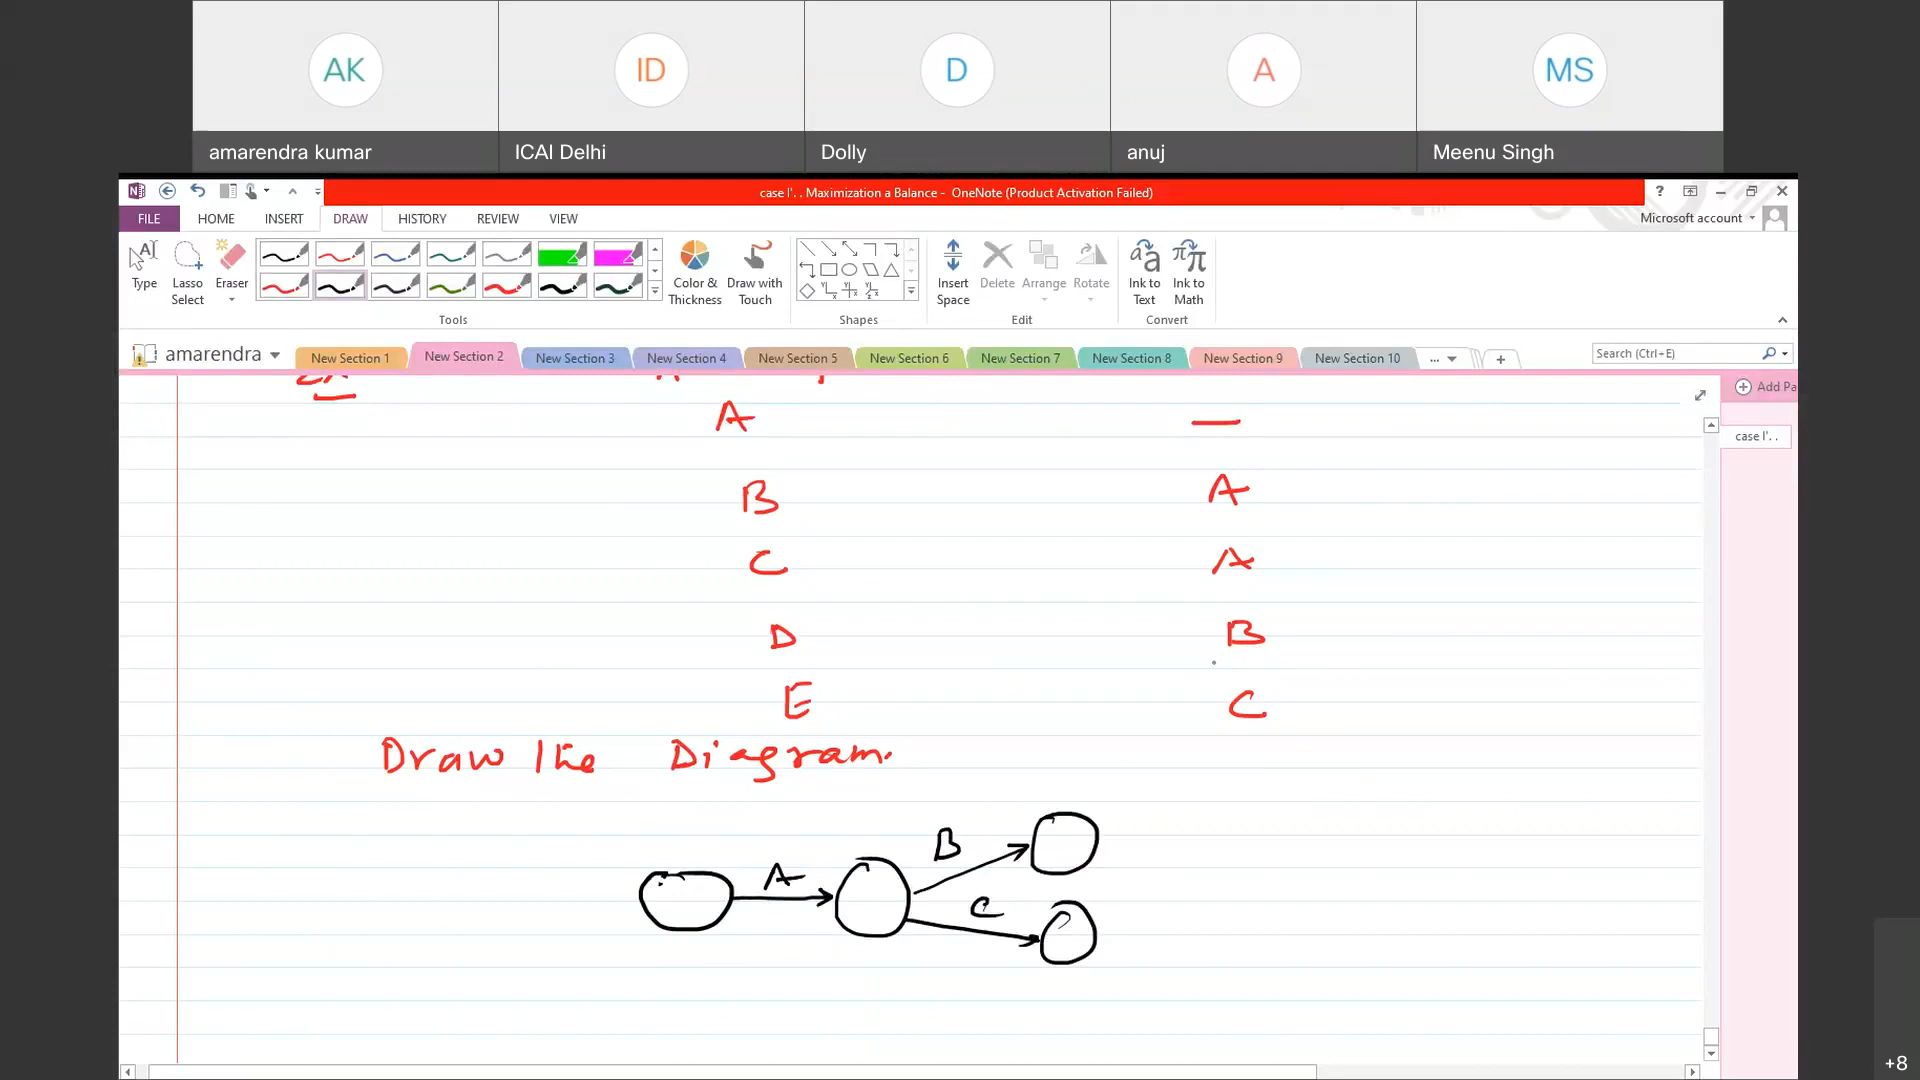 AK ID D A MS
amarendra kumar ICAI Delhi Dolly anuj Meenu Singh
case I'. . Maximization a Balance - OneNote (Product Activation Failed) ?
FILE HOME INSERT DRAW HISTORY REVIEW VIEW Microsoft account
Type Lasso Select Eraser Color & Thickness Draw with Touch Insert Space Delete Arrange Rotate Ink to Text Ink to Math
Tools Shapes Edit Convert
amarendra New Section 1 New Section 2 New Section 3 New Section 4 New Section 5 New Section 6 New Section 7 New Section 8 New Section 9 New Section 10 ... + Search (Ctrl+E)
Add Pa
case I'. .
A —
B A
C A
D B
E C
Draw the Diagram.
B
A
C
+8